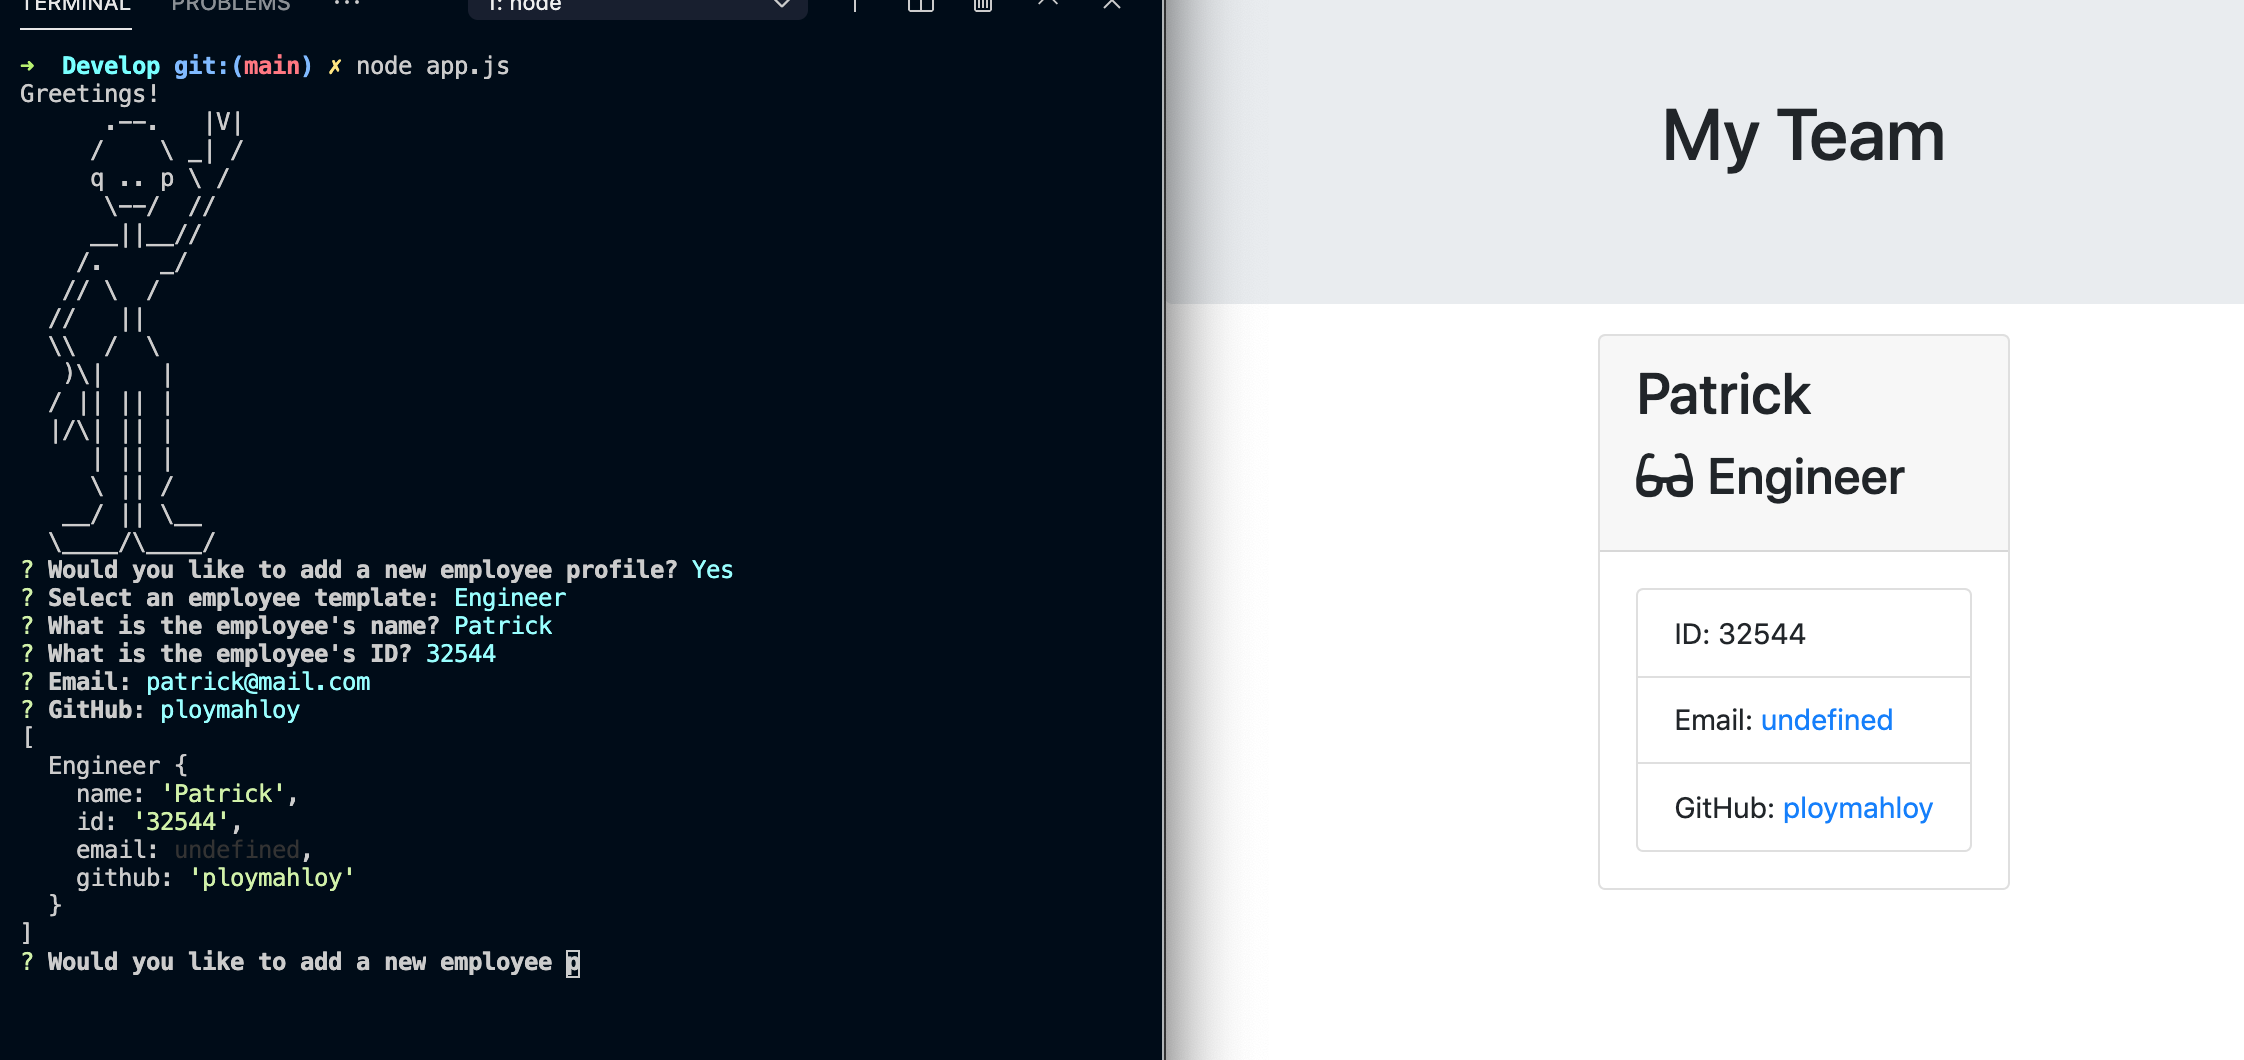 TERMINAL PROBLEMS ... 1: node
➜ Develop git:(main) ✗ node app.js
Greetings!
       .--.   |V|
     /    \ _| /
     q .. p \ /
      \--/  //
     __||__//
    /.    _/
   // \  /
  //   ||
  \\  /  \
   )\|    |
  / || || |
  |/\| || |
     | || |
     \ || /
   __/ || \__
  \____/\____/
? Would you like to add a new employee profile? Yes
? Select an employee template: Engineer
? What is the employee's name? Patrick
? What is the employee's ID? 32544
? Email: patrick@mail.com
? GitHub: ploymahloy
[
  Engineer {
    name: 'Patrick',
    id: '32544',
    email: undefined,
    github: 'ploymahloy'
  }
]
? Would you like to add a new employee p
My Team
Patrick
Engineer
ID: 32544
Email: undefined
GitHub: ploymahloy